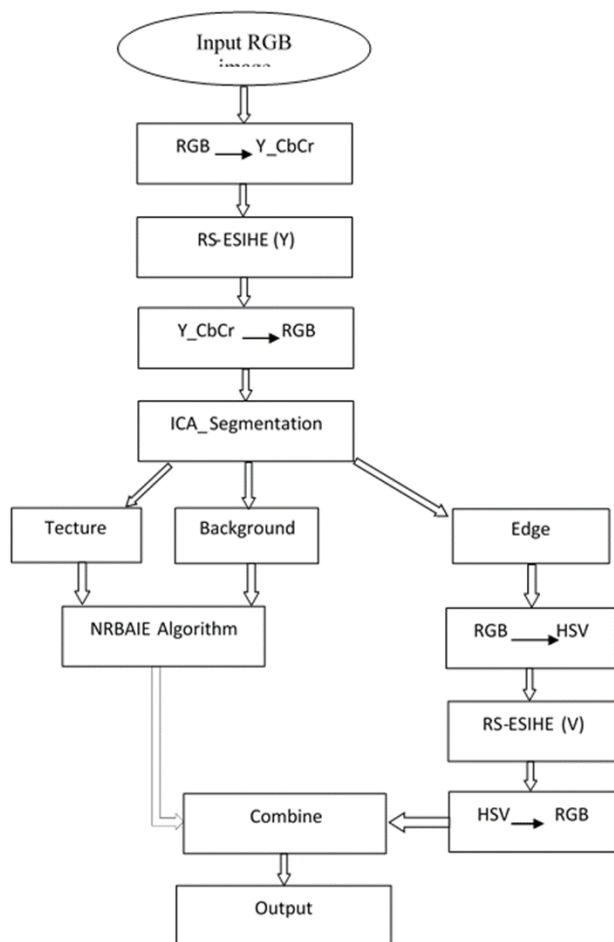 Input RGB
image
RGB → Y_CbCr
RS-ESIHE (Y)
Y_CbCr → RGB
ICA_Segmentation
Tecture
Background
Edge
NRBAIE Algorithm
RGB → HSV
RS-ESIHE (V)
Combine
HSV → RGB
Output